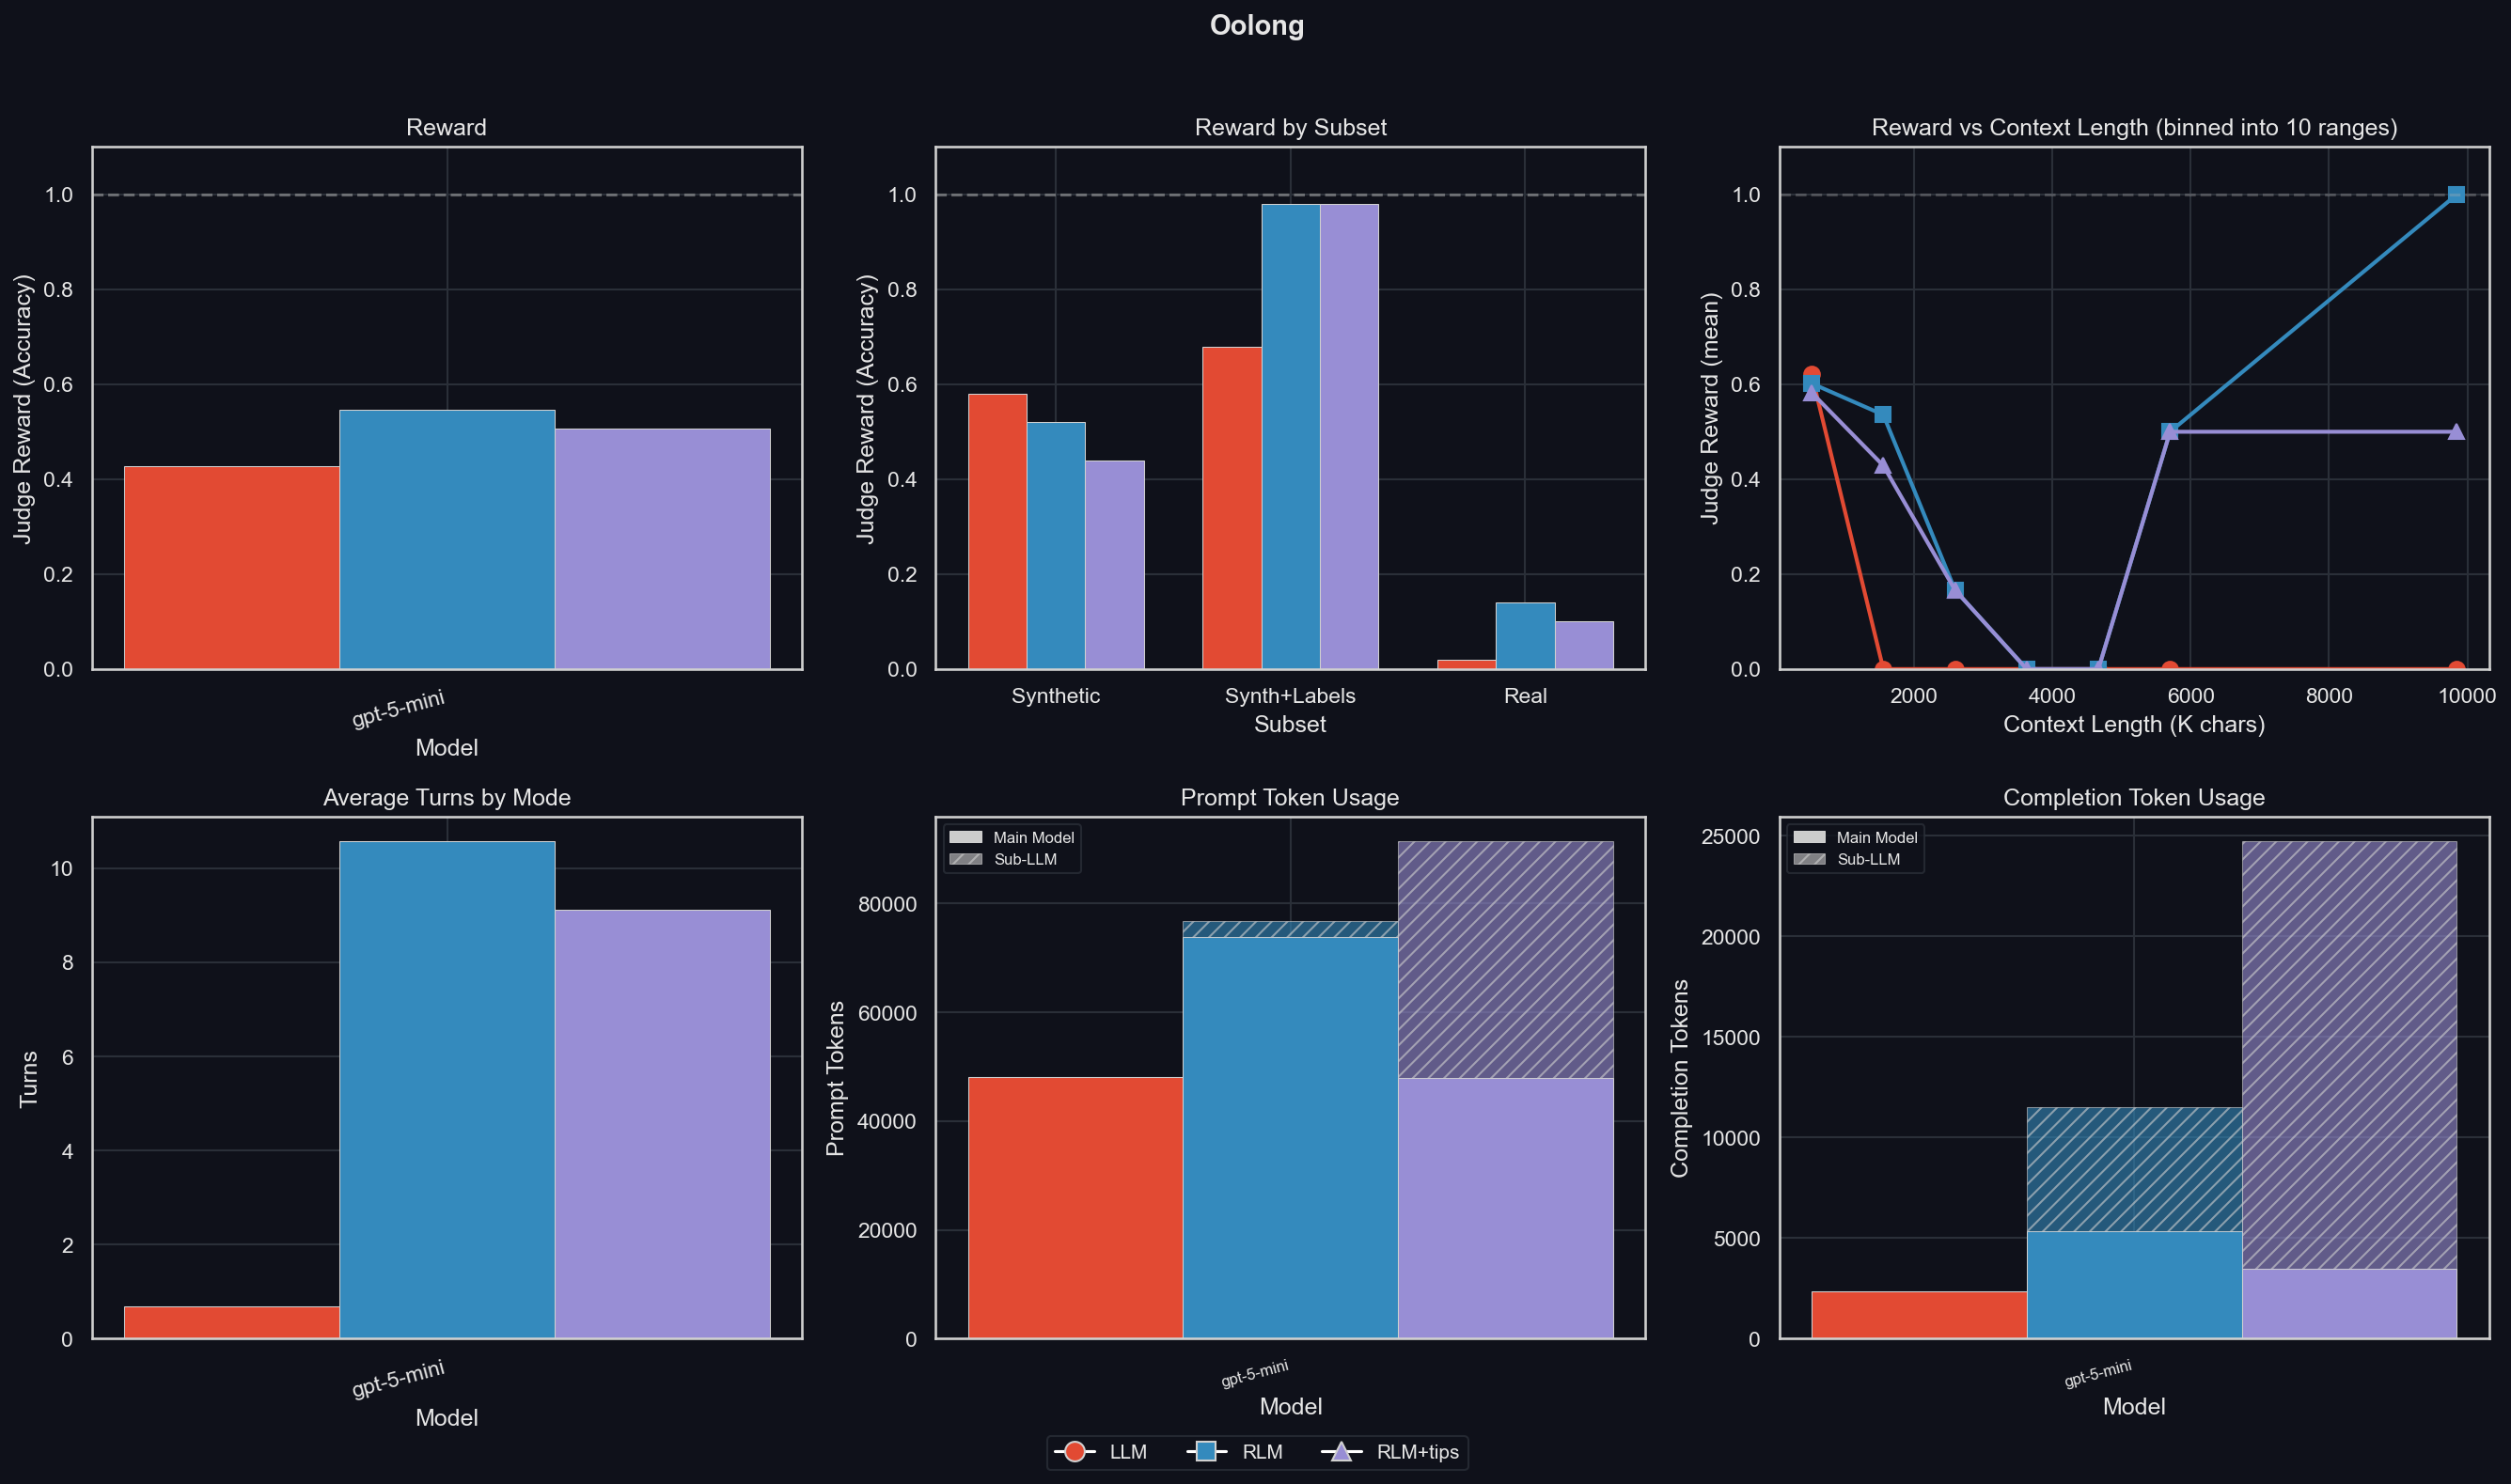 Oolong
Reward
Judge Reward (Accuracy)
1.0
0.8
0.6
0.4
0.2
0.0
gpt-5-mini
Model
Reward by Subset
Judge Reward (Accuracy)
1.0
0.8
0.6
0.4
0.2
0.0
Synthetic
Synth+Labels
Real
Subset
Reward vs Context Length (binned into 10 ranges)
Judge Reward (mean)
1.0
0.8
0.6
0.4
0.2
0.0
2000
4000
6000
8000
10000
Context Length (K chars)
Average Turns by Mode
Turns
10
8
6
4
2
0
gpt-5-mini
Model
Prompt Token Usage
Main Model
Sub-LLM
Prompt Tokens
80000
60000
40000
20000
0
gpt-5-mini
Model
Completion Token Usage
Main Model
Sub-LLM
Completion Tokens
25000
20000
15000
10000
5000
0
gpt-5-mini
Model
LLM
RLM
RLM+tips